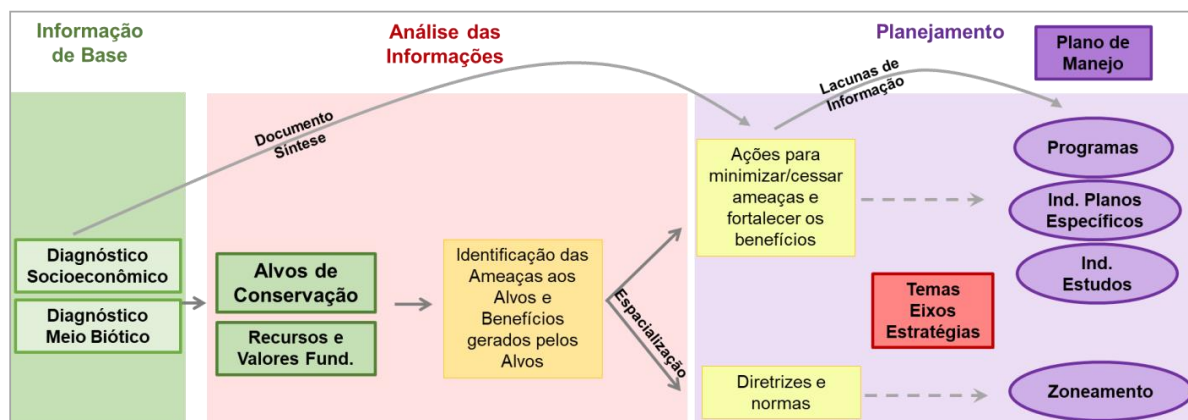 Informação
de Base
Análise das
Informações
Planejamento
Plano de
Manejo
Documento
Síntese
Lacunas de
Informação
Diagnóstico
Socioeconômico
Diagnóstico
Meio Biótico
Alvos de
Conservação
Recursos e
Valores Fund.
Identificação das
Ameaças aos
Alvos e
Benefícios
gerados pelos
Alvos
Espacialização
Ações para
minimizar/cessar
ameaças e
fortalecer os
benefícios
Diretrizes e
normas
Temas
Eixos
Estratégias
Programas
Ind. Planos
Específicos
Ind.
Estudos
Zoneamento